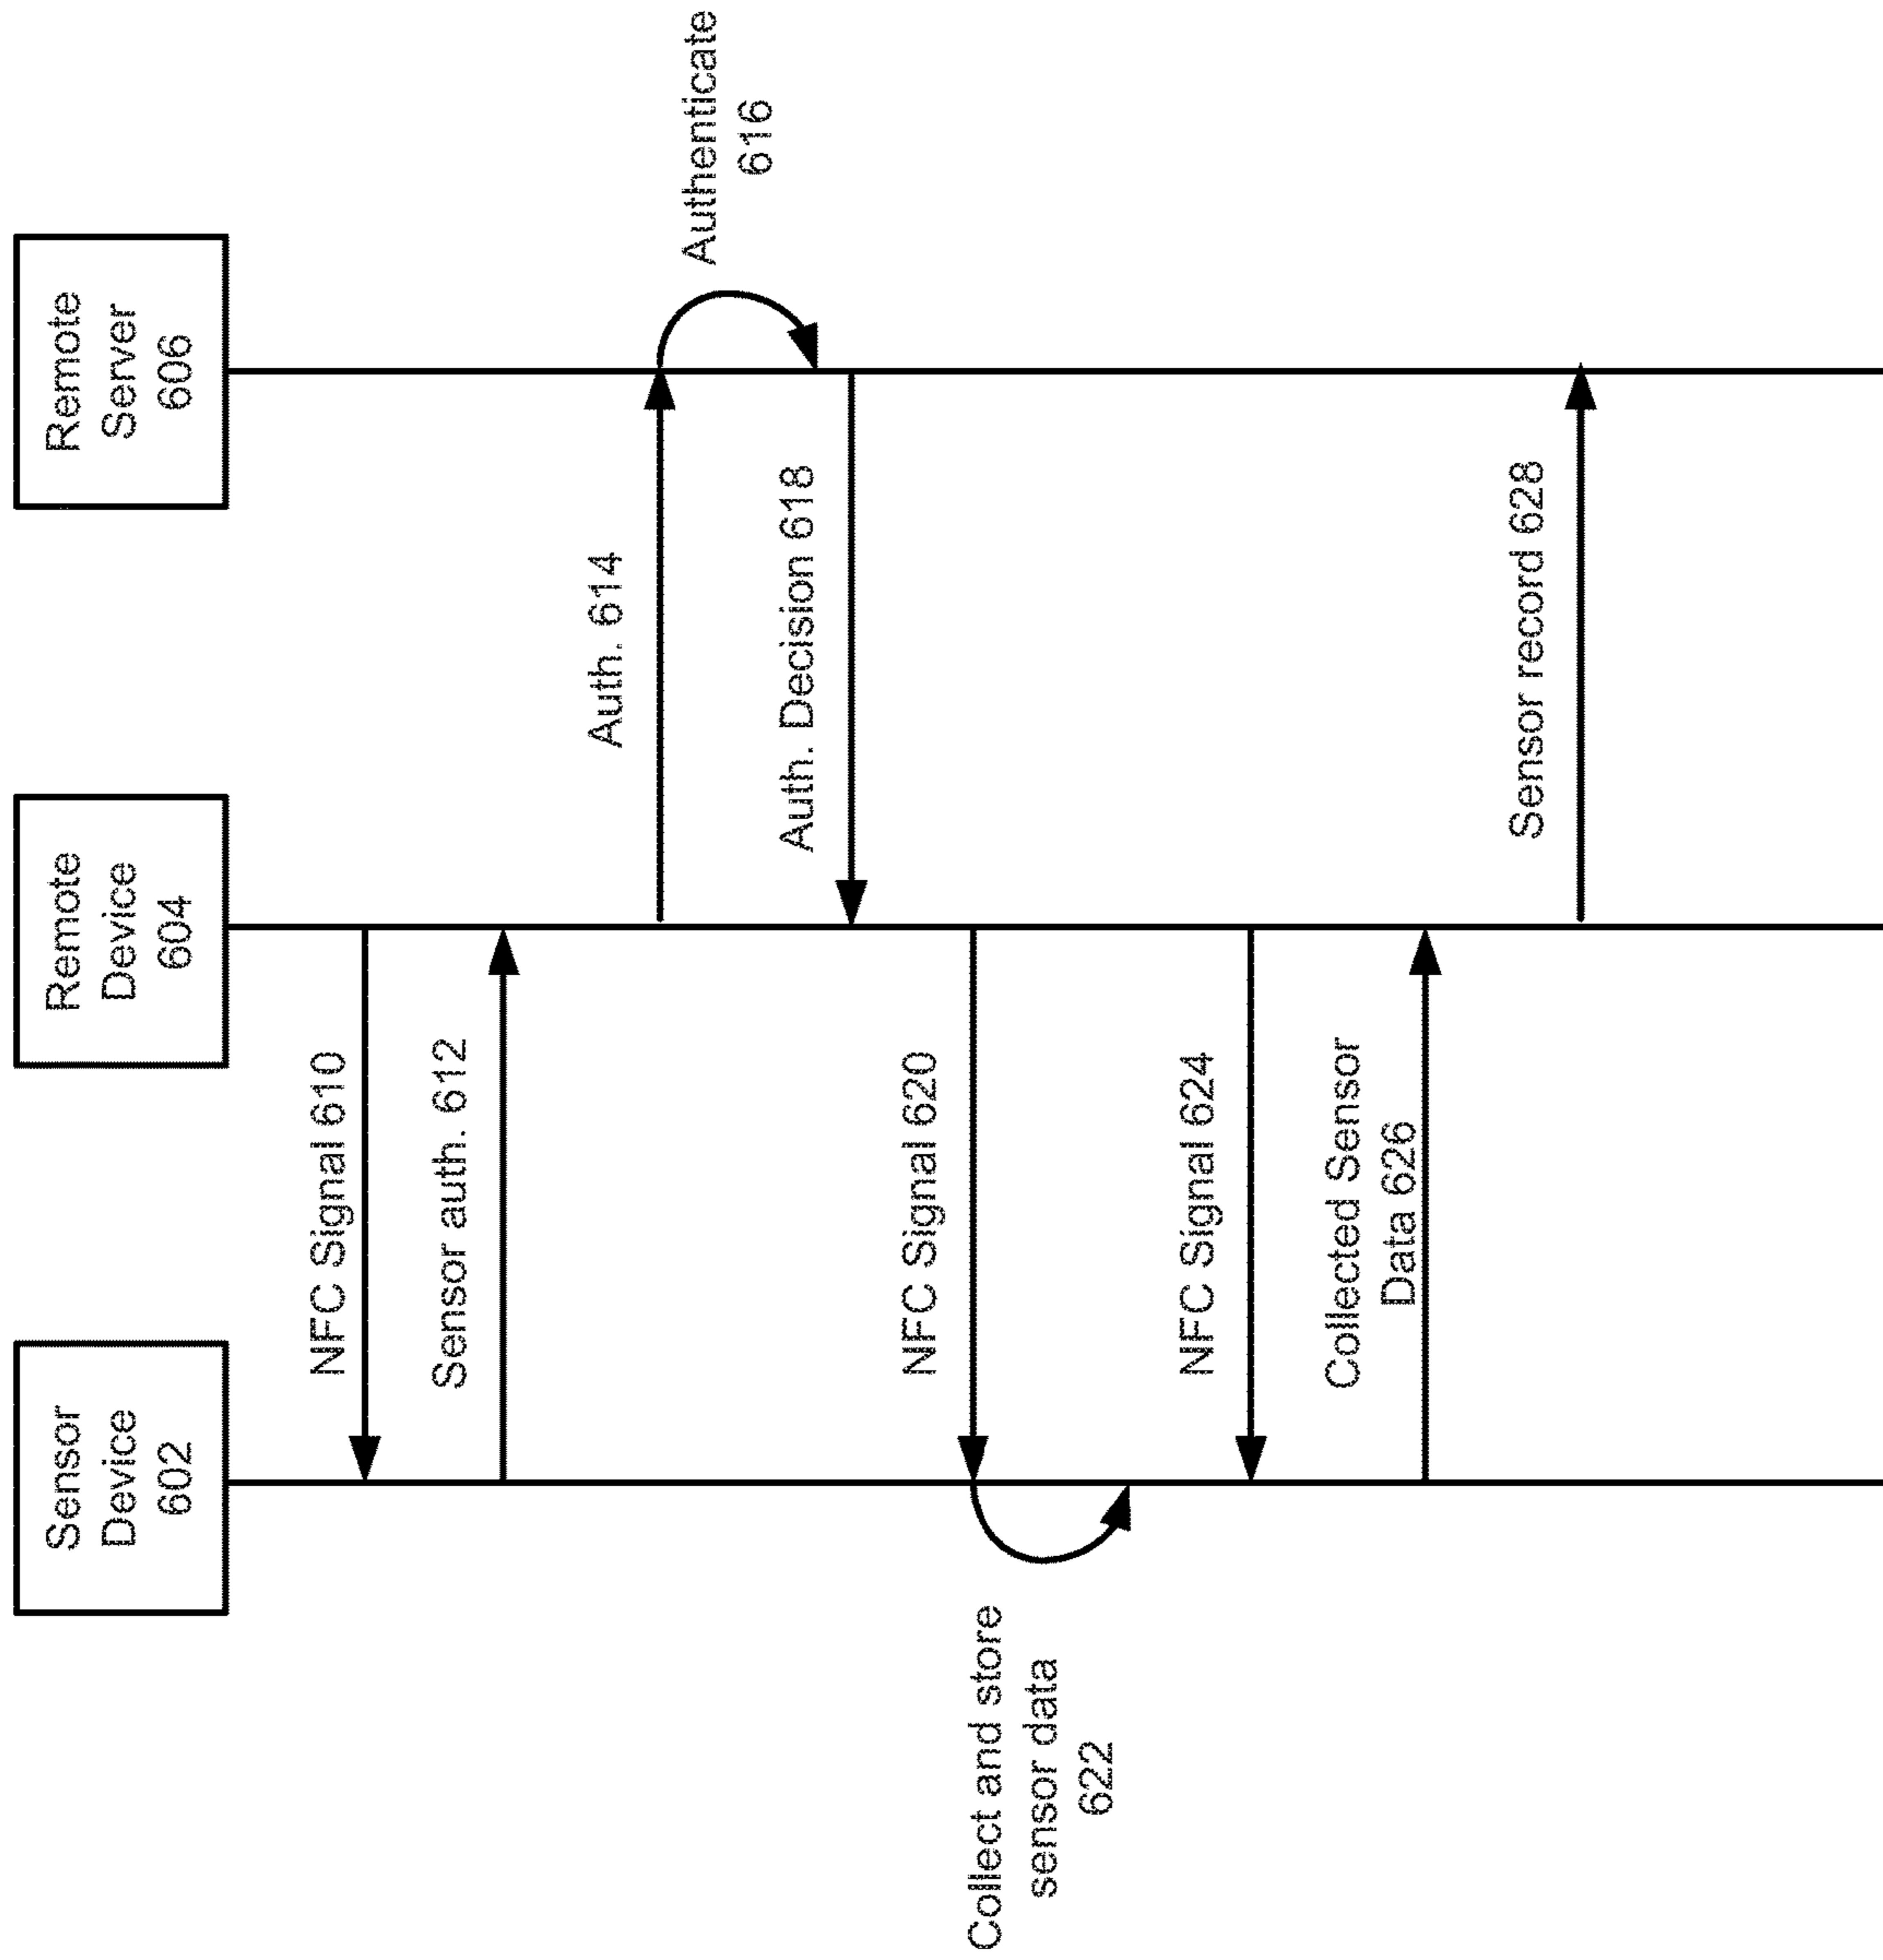 Sensor
Device
602
Remote
Device
604
Remote
Server
606
NFC Signal 610
Sensor auth. 612
Auth. 614
Authenticate
616
Auth. Decision 618
NFC Signal 620
Collect and store
sensor data
622
NFC Signal 624
Collected Sensor
Data 626
Sensor record 628